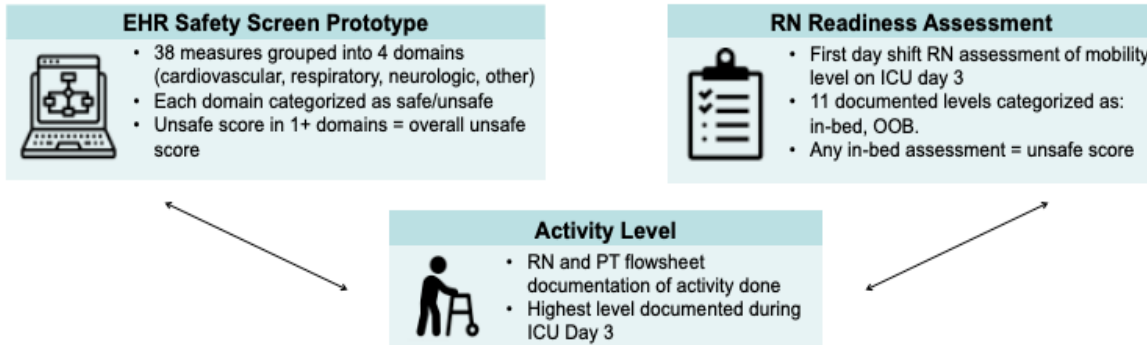 EHR Safety Screen Prototype
• 38 measures grouped into 4 domains
(cardiovascular, respiratory, neurologic, other)
• Each domain categorized as safe/unsafe
• Unsafe score in 1+ domains = overall unsafe
score
RN Readiness Assessment
• First day shift RN assessment of mobility
level on ICU day 3
• 11 documented levels categorized as:
in-bed, OOB.
• Any in-bed assessment = unsafe score
Activity Level
• RN and PT flowsheet
documentation of activity done
• Highest level documented during
ICU Day 3